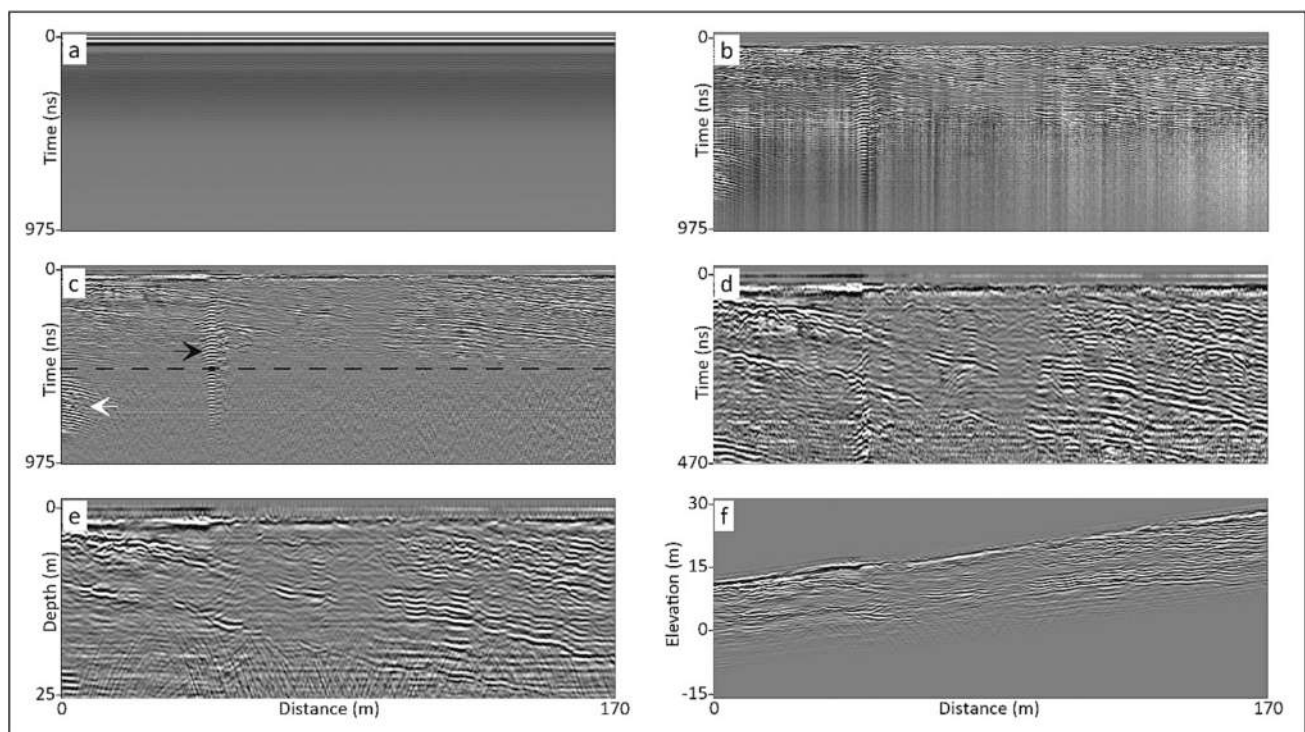 a
0
Time (ns)
975
b
0
Time (ns)
975
c
0
Time (ns)
975
d
0
Time (ns)
470
e
0
Depth (m)
25
0
Distance (m)
170
f
30
15
0
-15
Elevation (m)
0
Distance (m)
170